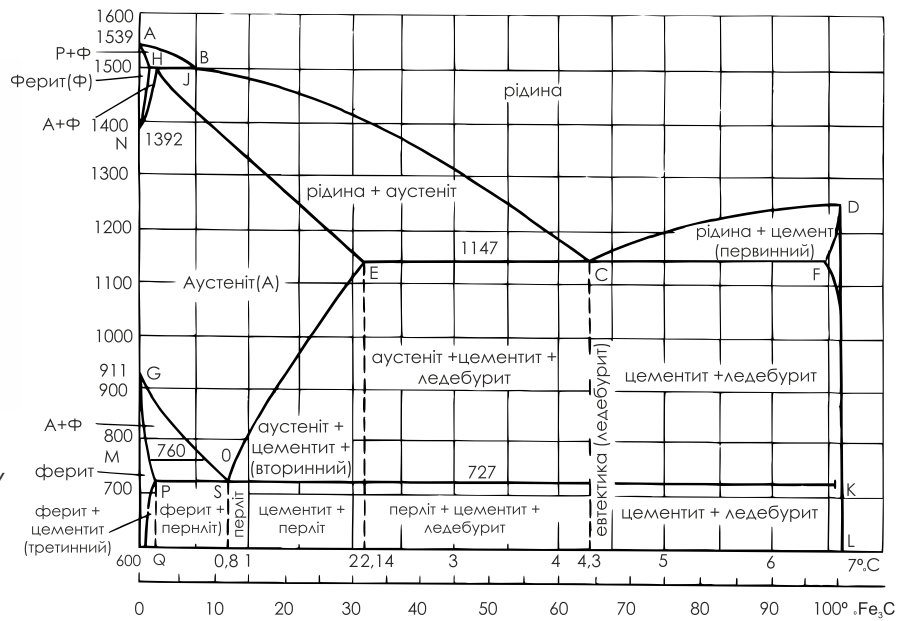 1600
1539
A
Р+Ф
H
B
1500
J
Ферит(Ф)
рідина
А+Ф
1400
N
1392
1300
рідина + аустеніт
D
1200
1147
рідина + цемент
(первинний)
E
C
F
1100
Аустеніт(А)
1000
911
G
900
аустеніт +цементит +
ледебурит
евтектика (ледебурит)
цементит +ледебурит
А+Ф
800
760
0
аустеніт +
цементит +
(вторинний)
M
727
ферит
700
P
S
K
перліт
ферит +
цементит
(третинний)
(ферит +
пернліт)
цементит +
перліт
перліт + цементит +
ледебурит
цементит + ледебурит
L
600
Q
0,8
1
2
2,14
3
4
4,3
5
6
7°.C
0
10
20
30
40
50
60
70
80
90
100° .Fe3C